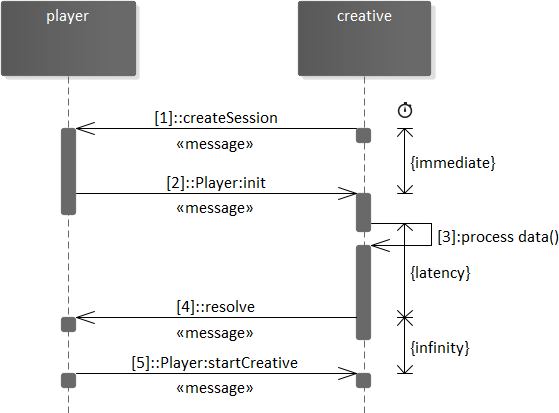 player
creative
[1]::createSession
«message»
{immediate}
[2]::Player:init
«message»
[3]:process data()
{latency}
[4]::resolve
«message»
{infinity}
[5]::Player:startCreative
«message»